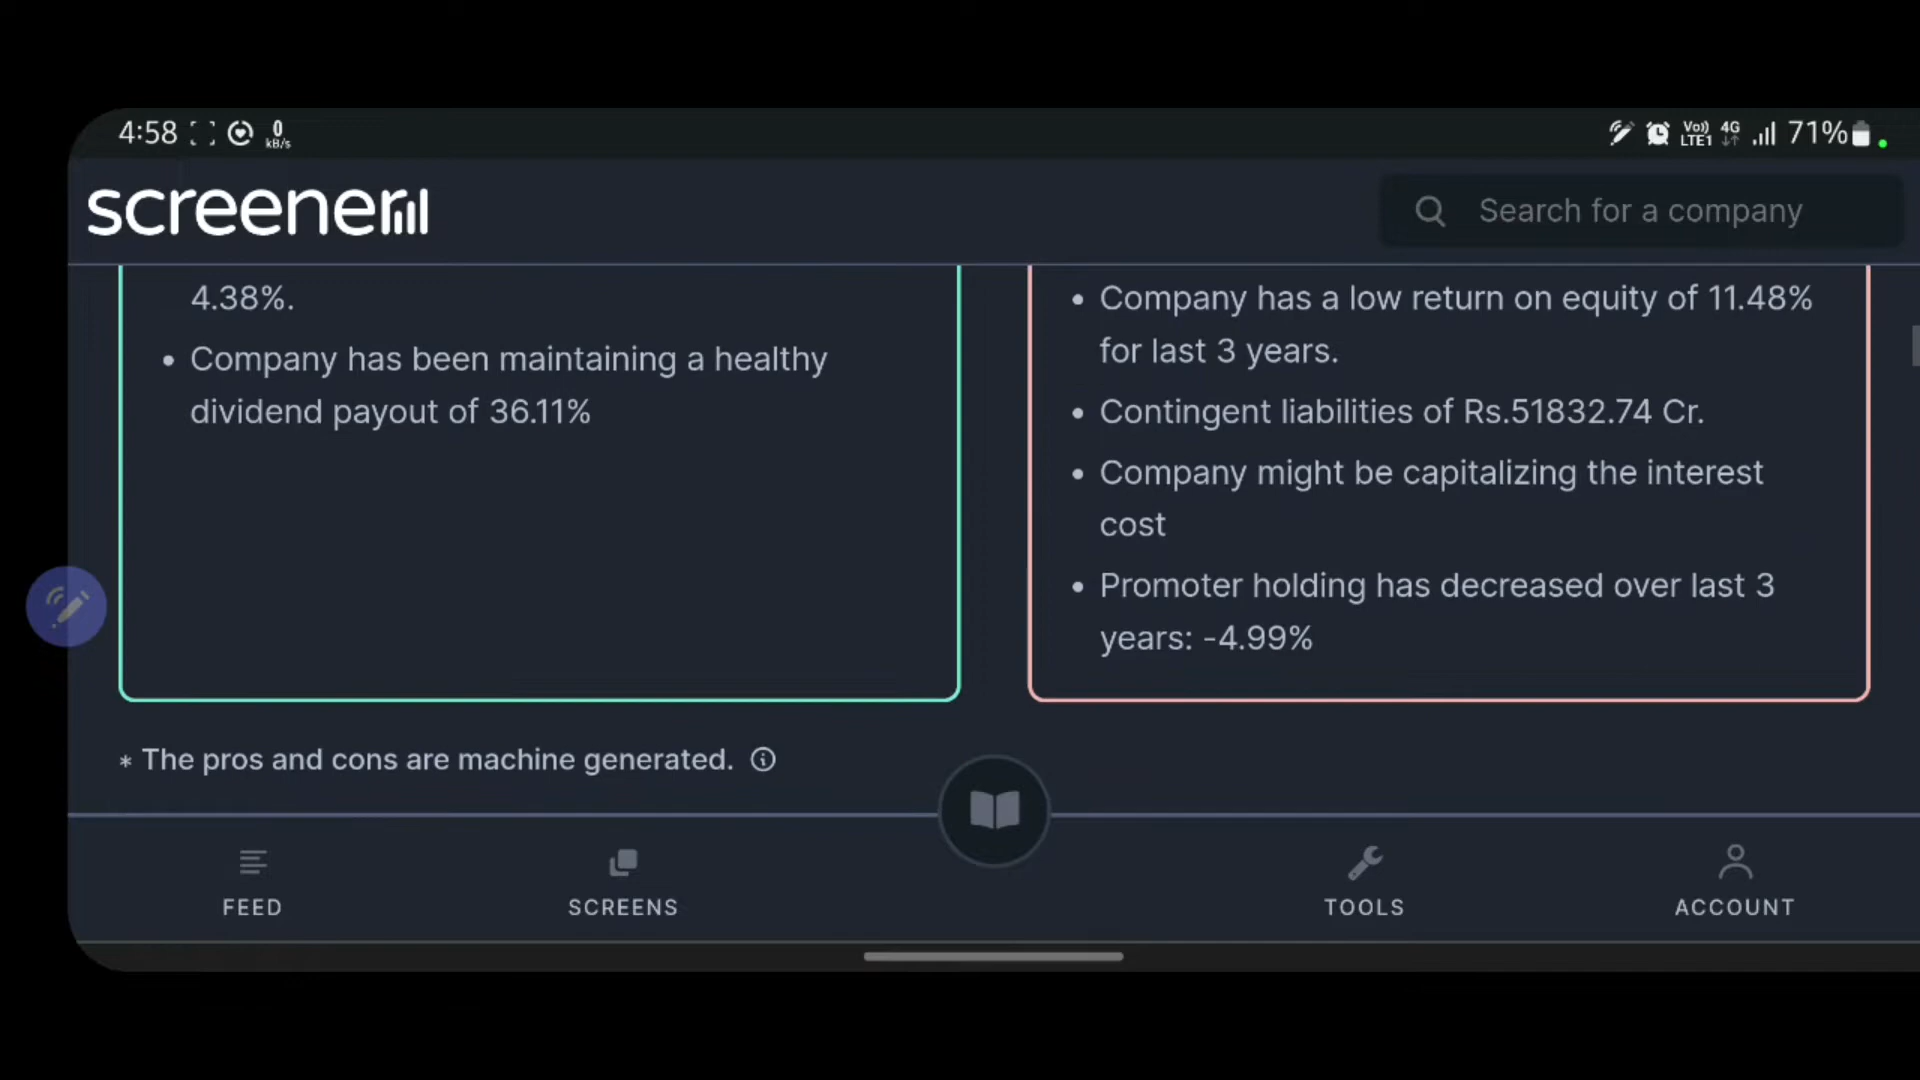 4:58
0
kB/s
Vo))
LTE1
4G
71%
screener
Search for a company
4.38%.
• Company has been maintaining a healthy
dividend payout of 36.11%
• Company has a low return on equity of 11.48%
for last 3 years.
• Contingent liabilities of Rs.51832.74 Cr.
• Company might be capitalizing the interest
cost
• Promoter holding has decreased over last 3
years: -4.99%
* The pros and cons are machine generated.
FEED
SCREENS
TOOLS
ACCOUNT